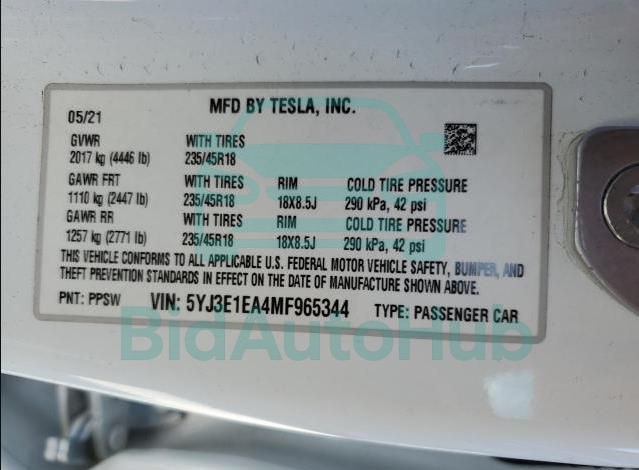 MFD BY TESLA, INC.
05/21
GVWR WITH TIRES
2017 kg (4446 lb) 235/45R18
GAWR FRT WITH TIRES RIM COLD TIRE PRESSURE
1110 kg (2447 lb) 235/45R18 18X8.5J 290 kPa, 42 psi
GAWR RR WITH TIRES RIM COLD TIRE PRESSURE
1257 kg (2771 lb) 235/45R18 18X8.5J 290 kPa, 42 psi
THIS VEHICLE CONFORMS TO ALL APPLICABLE U.S. FEDERAL MOTOR VEHICLE SAFETY, BUMPER, AND
THEFT PREVENTION STANDARDS IN EFFECT ON THE DATE OF MANUFACTURE SHOWN ABOVE.
PNT: PPSW VIN: 5YJ3E1EA4MF965344 TYPE: PASSENGER CAR
BidAutoHub